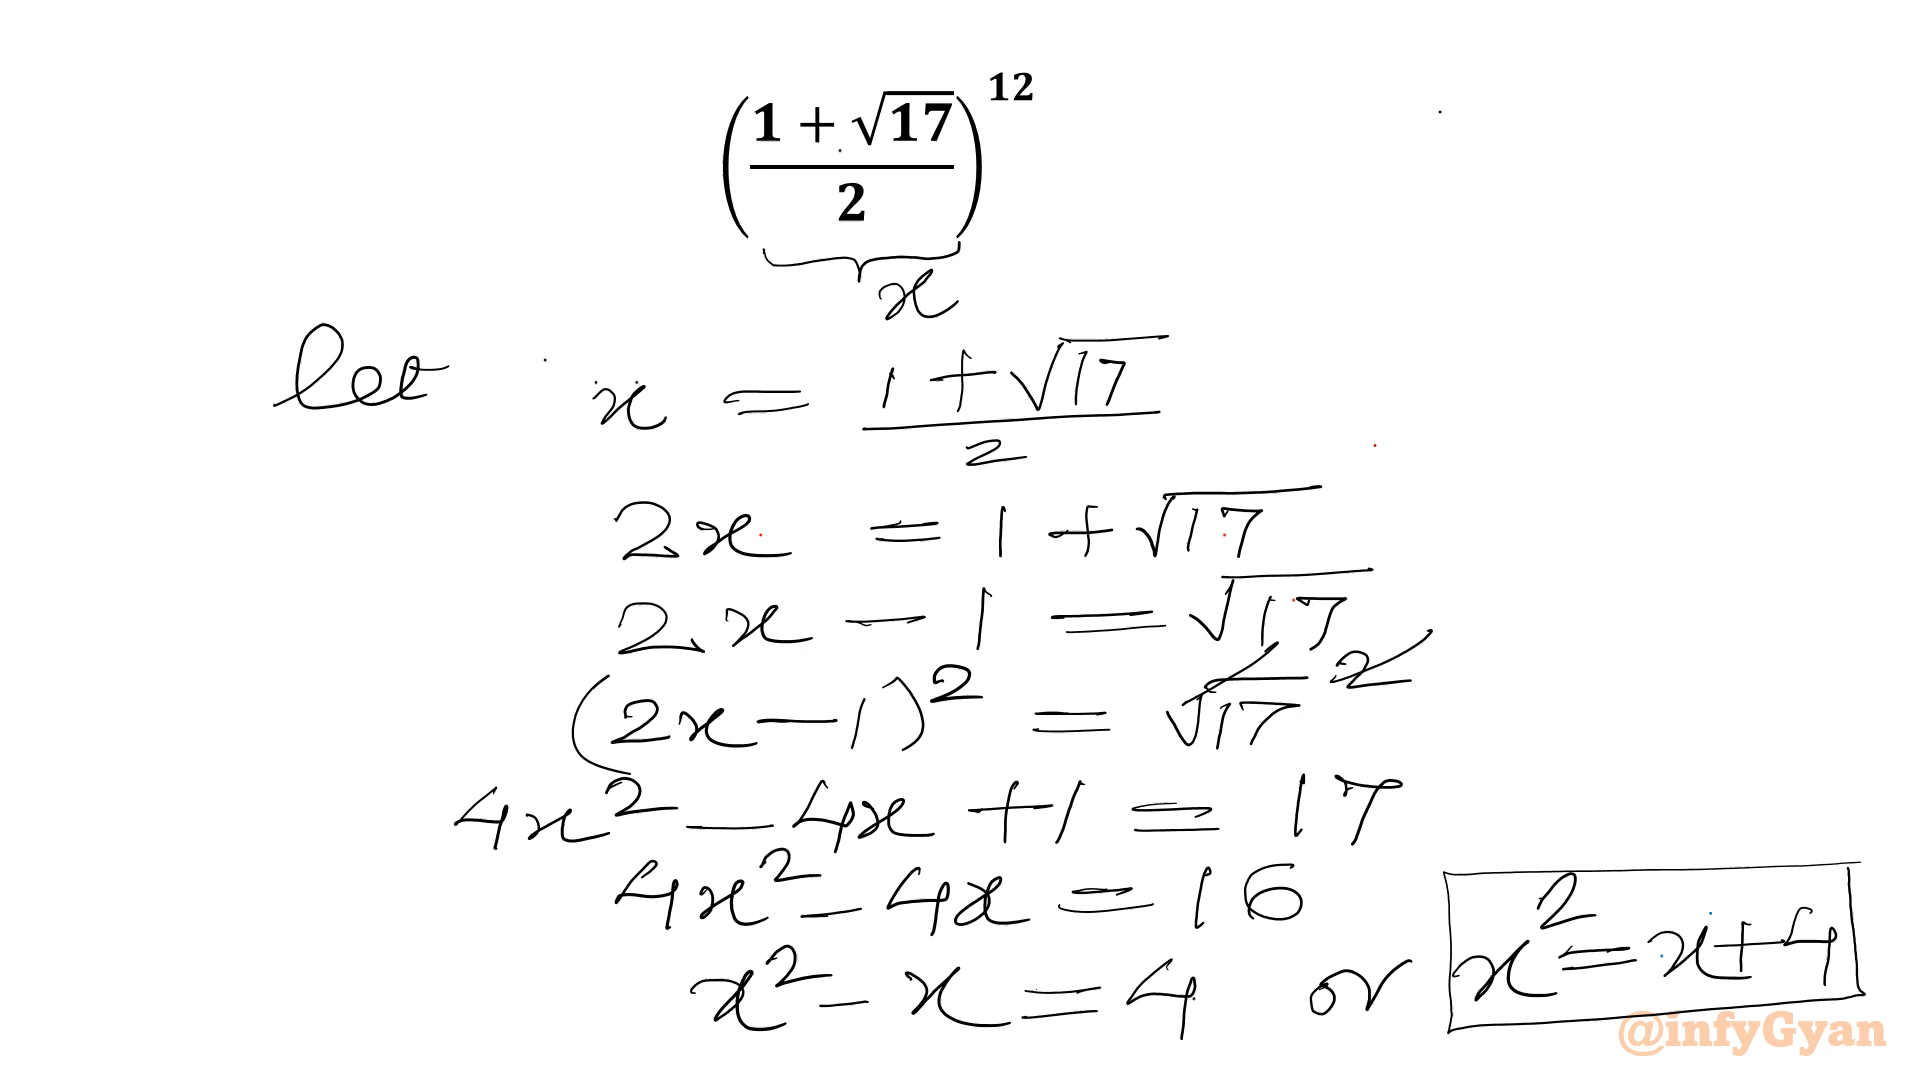 (1 + √17 / 2)^12
x
let x = 1 + √17 / 2
2x = 1 + √17
2x - 1 = √17
(2x - 1)^2 = √17^2
4x^2 - 4x + 1 = 17
4x^2 - 4x = 16
x^2 - x = 4 or x^2 = x + 4
@infyGyan